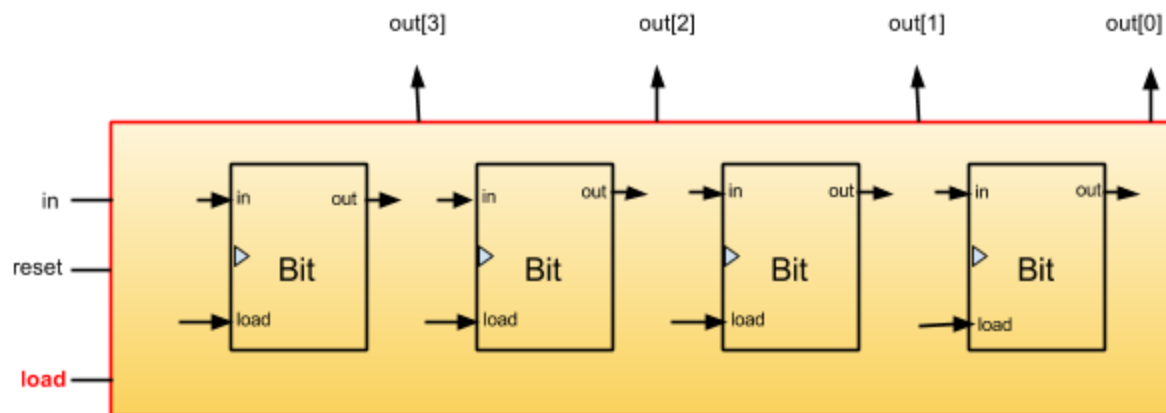 out[3] out[2] out[1] out[0]
in in out in out in out in out
reset Bit Bit Bit Bit
load load load load
load